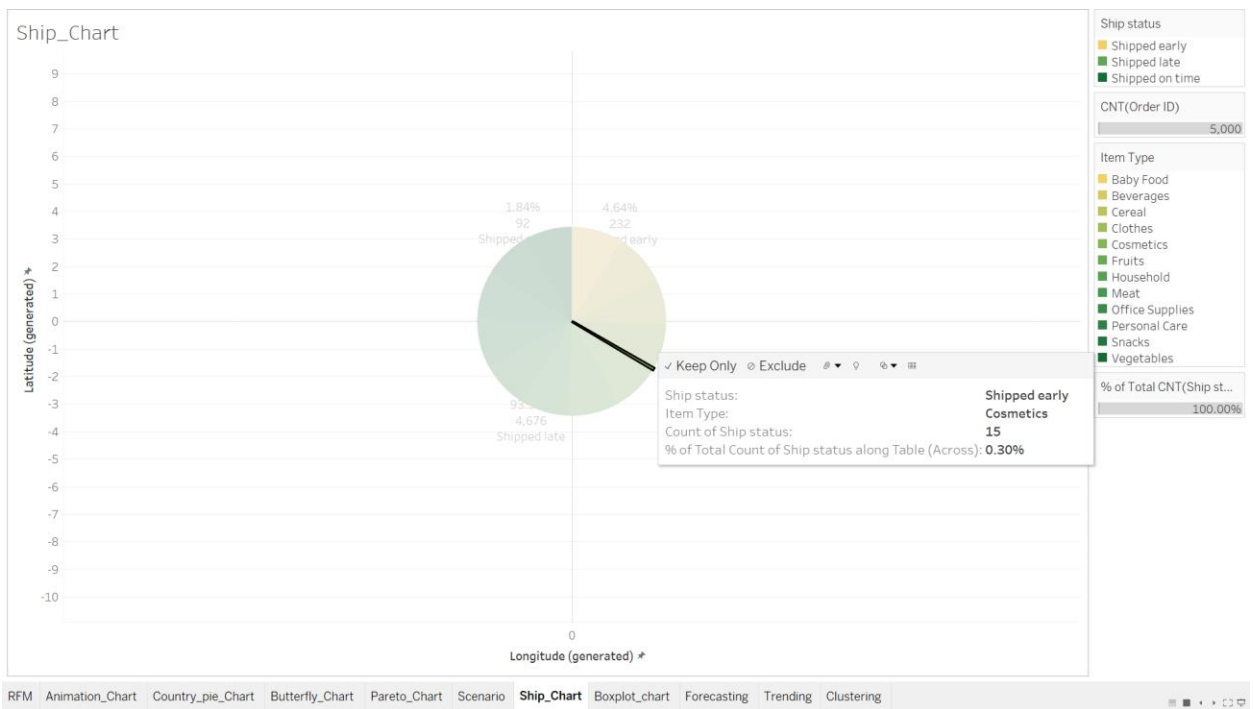 Ship_Chart
9
8
7
6
5
4
3
2
1
0
-1
-2
-3
-4
-5
-6
-7
-8
-9
-10
Latitude (generated)
1.84%
92
Shipped
4.64%
232
early
4,676
Shipped late
✓ Keep Only Exclude
Ship status: Shipped early
Item Type: Cosmetics
Count of Ship status: 15
% of Total Count of Ship status along Table (Across): 0.30%
0
Longitude (generated)
Ship status
Shipped early
Shipped late
Shipped on time
CNT(Order ID)
5,000
Item Type
Baby Food
Beverages
Cereal
Clothes
Cosmetics
Fruits
Household
Meat
Office Supplies
Personal Care
Snacks
Vegetables
% of Total CNT(Ship st...
100.00%
RFM Animation_Chart Country_pie_Chart Butterfly_Chart Pareto_Chart Scenario Ship_Chart Boxplot_chart Forecasting Trending Clustering